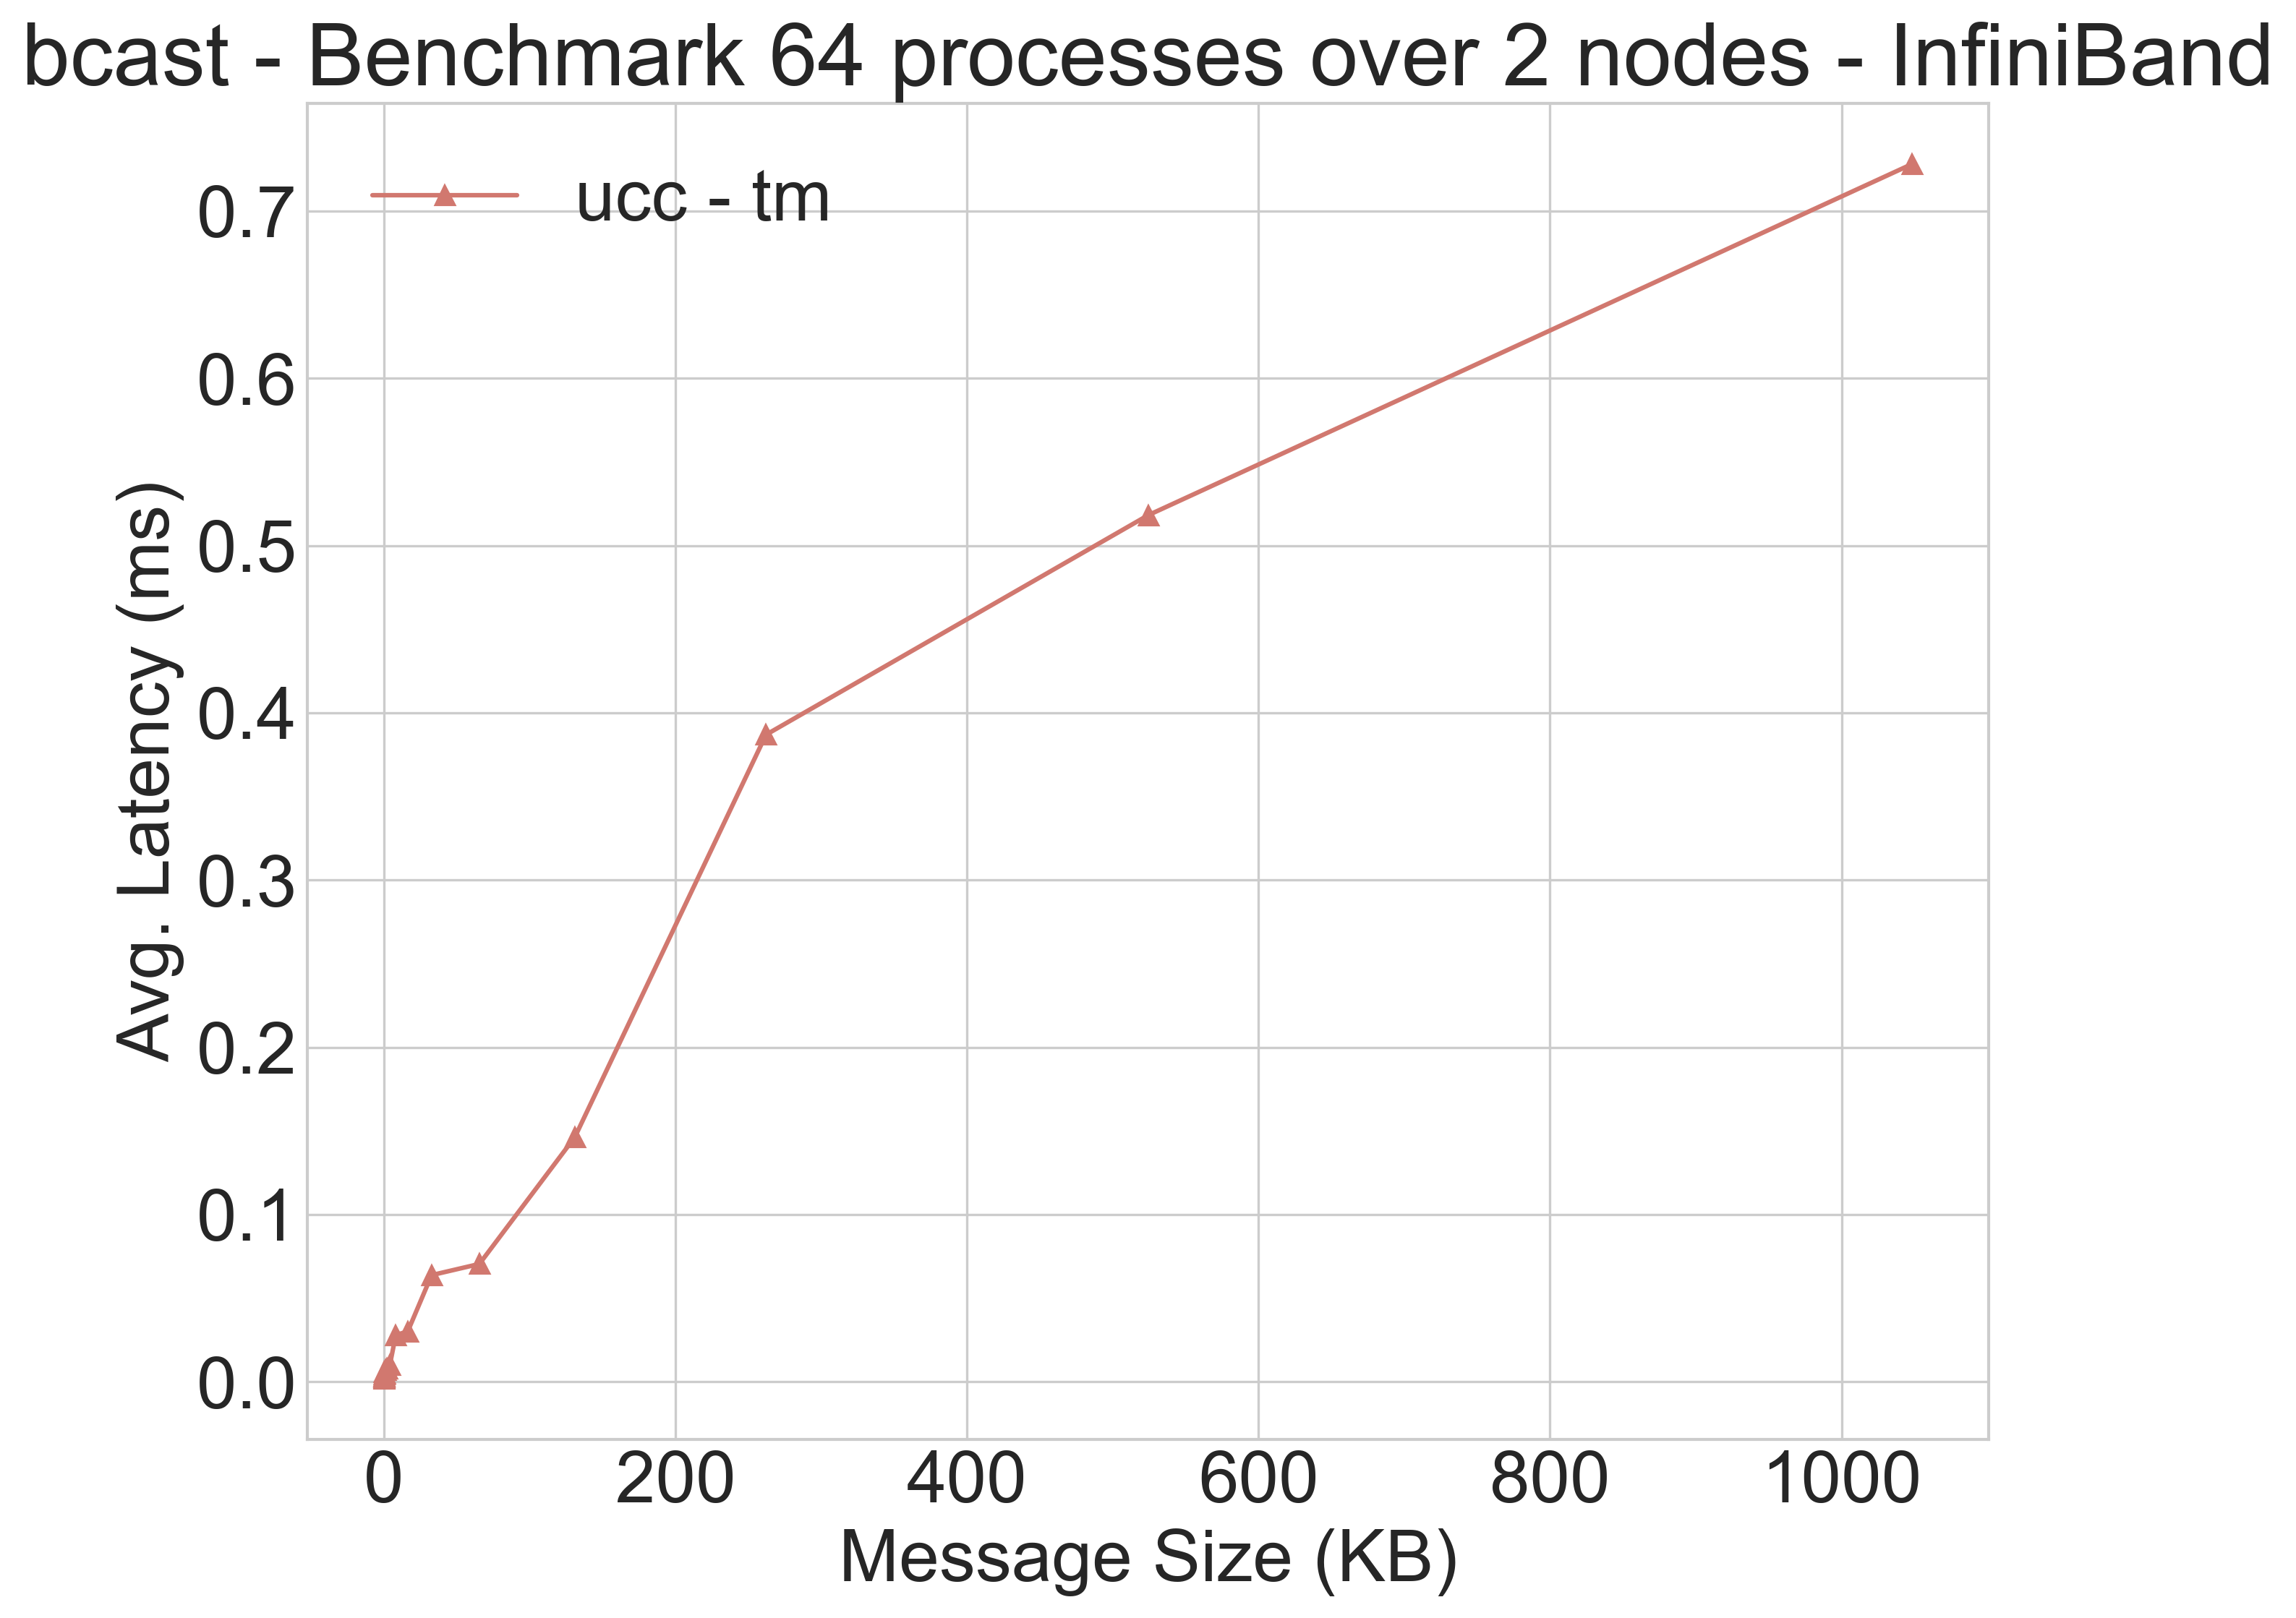 bcast - Benchmark 64 processes over 2 nodes - InfiniBand
ucc - tm
0.7
0.6
0.5
0.4
0.3
0.2
0.1
0.0
Avg. Latency (ms)
0 200 400 600 800 1000
Message Size (KB)